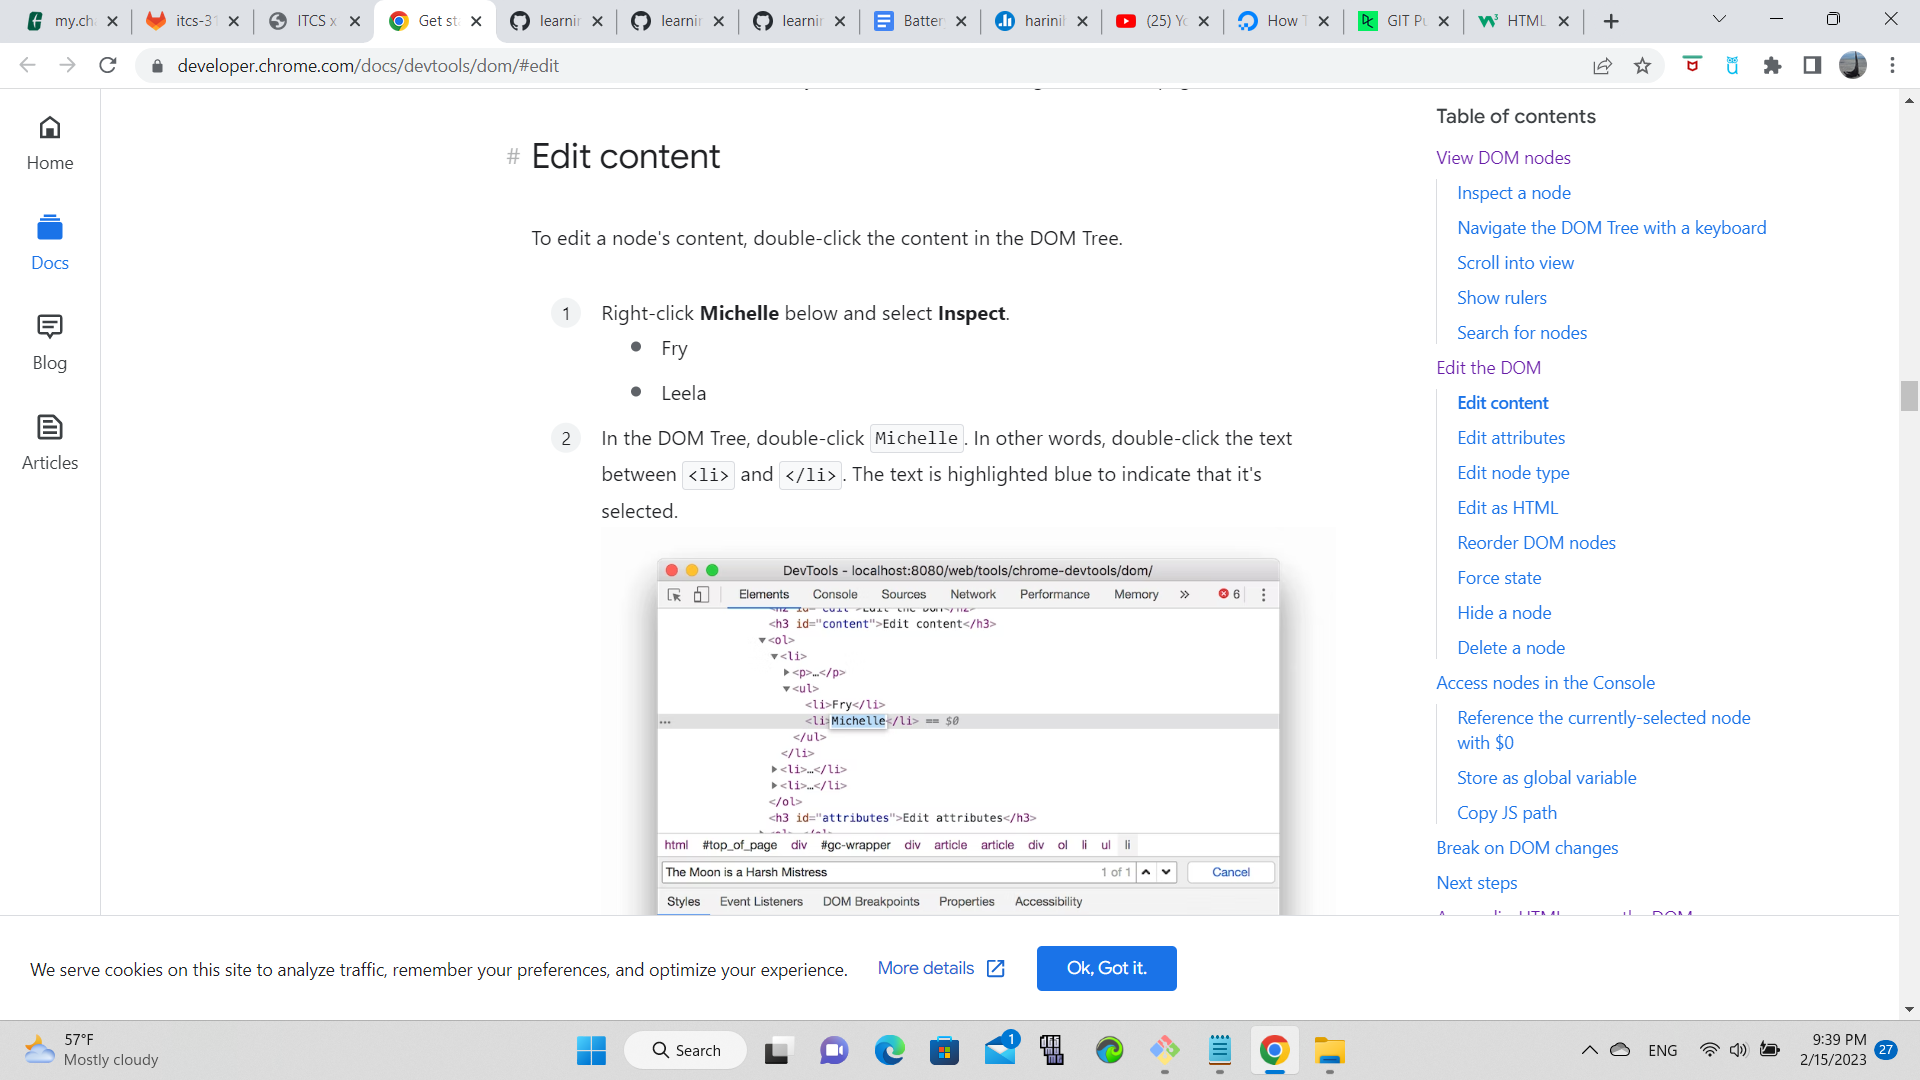 my.cha
itcs-31
ITCS x
Get sta
learnin
learnin
learnin
Batter
harinih
(25) Yo
How T
GIT Pu
HTML
developer.chrome.com/docs/devtools/dom/#edit
Home
Docs
Blog
Articles
# Edit content
To edit a node's content, double-click the content in the DOM Tree.
1 Right-click Michelle below and select Inspect.
• Fry
• Leela
2 In the DOM Tree, double-click Michelle. In other words, double-click the text
between <li> and </li>. The text is highlighted blue to indicate that it's
selected.
DevTools - localhost:8080/web/tools/chrome-devtools/dom/
Elements Console Sources Network Performance Memory » 6
<h3 id="content">Edit content</h3>
▼<ol>
▼<li>
▶<p>…</p>
▼<ul>
<li>Fry</li>
… <li>Michelle</li> == $0
</ul>
</li>
▶<li>…</li>
▶<li>…</li>
</ol>
<h3 id="attributes">Edit attributes</h3>
html #top_of_page div #gc-wrapper div article article div ol li ul li
The Moon is a Harsh Mistress 1 of 1 Cancel
Styles Event Listeners DOM Breakpoints Properties Accessibility
Table of contents
View DOM nodes
Inspect a node
Navigate the DOM Tree with a keyboard
Scroll into view
Show rulers
Search for nodes
Edit the DOM
Edit content
Edit attributes
Edit node type
Edit as HTML
Reorder DOM nodes
Force state
Hide a node
Delete a node
Access nodes in the Console
Reference the currently-selected node
with $0
Store as global variable
Copy JS path
Break on DOM changes
Next steps
We serve cookies on this site to analyze traffic, remember your preferences, and optimize your experience. More details Ok, Got it.
57°F
Mostly cloudy
Search
1
ENG
9:39 PM
2/15/2023
27